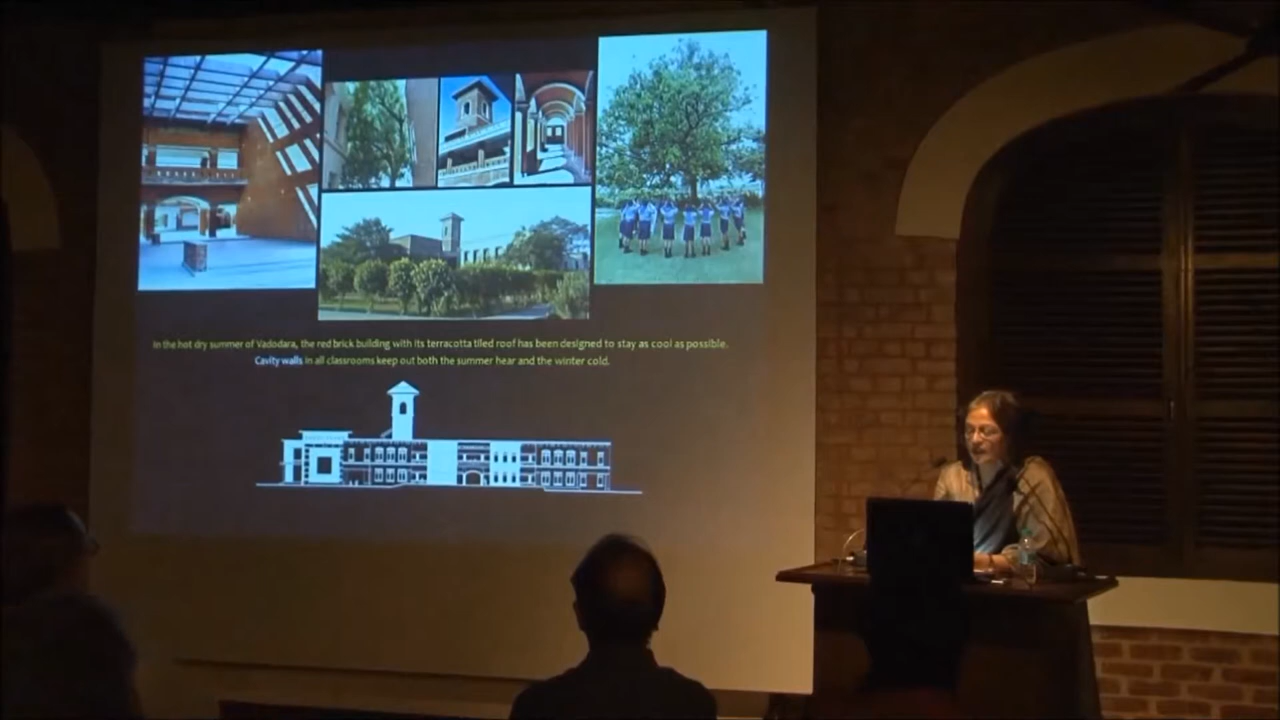 In the hot dry summer of Vadodara, the red brick building with its terracotta tiled roof has been designed to stay as cool as possible.
Cavity walls in all classrooms keep out both the summer hear and the winter cold.